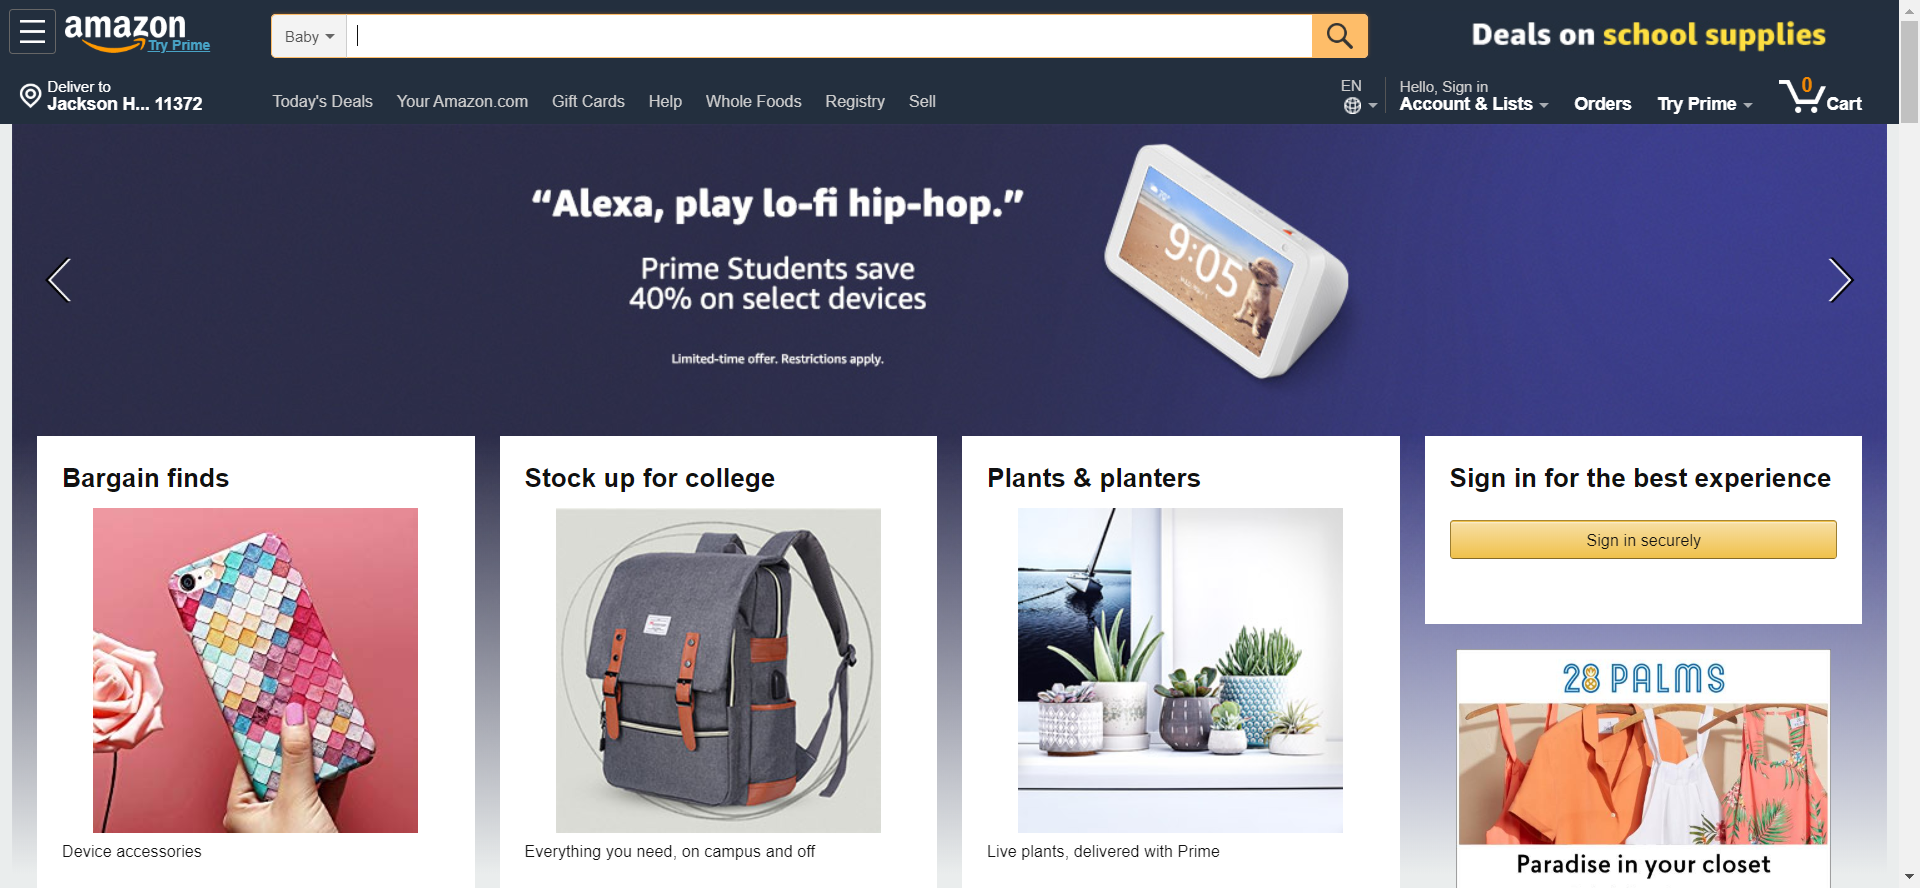 amazon
Try Prime
Baby
Deals on school supplies
Deliver to
Jackson H... 11372
Today's Deals
Your Amazon.com
Gift Cards
Help
Whole Foods
Registry
Sell
EN
Hello, Sign in
Account & Lists
Orders
Try Prime
0
Cart
“Alexa, play lo-fi hip-hop.”
Prime Students save
40% on select devices
Limited-time offer. Restrictions apply.
9:05
Bargain finds
Device accessories
Stock up for college
Everything you need, on campus and off
Plants & planters
Live plants, delivered with Prime
Sign in for the best experience
Sign in securely
28 PALMS
Paradise in your closet